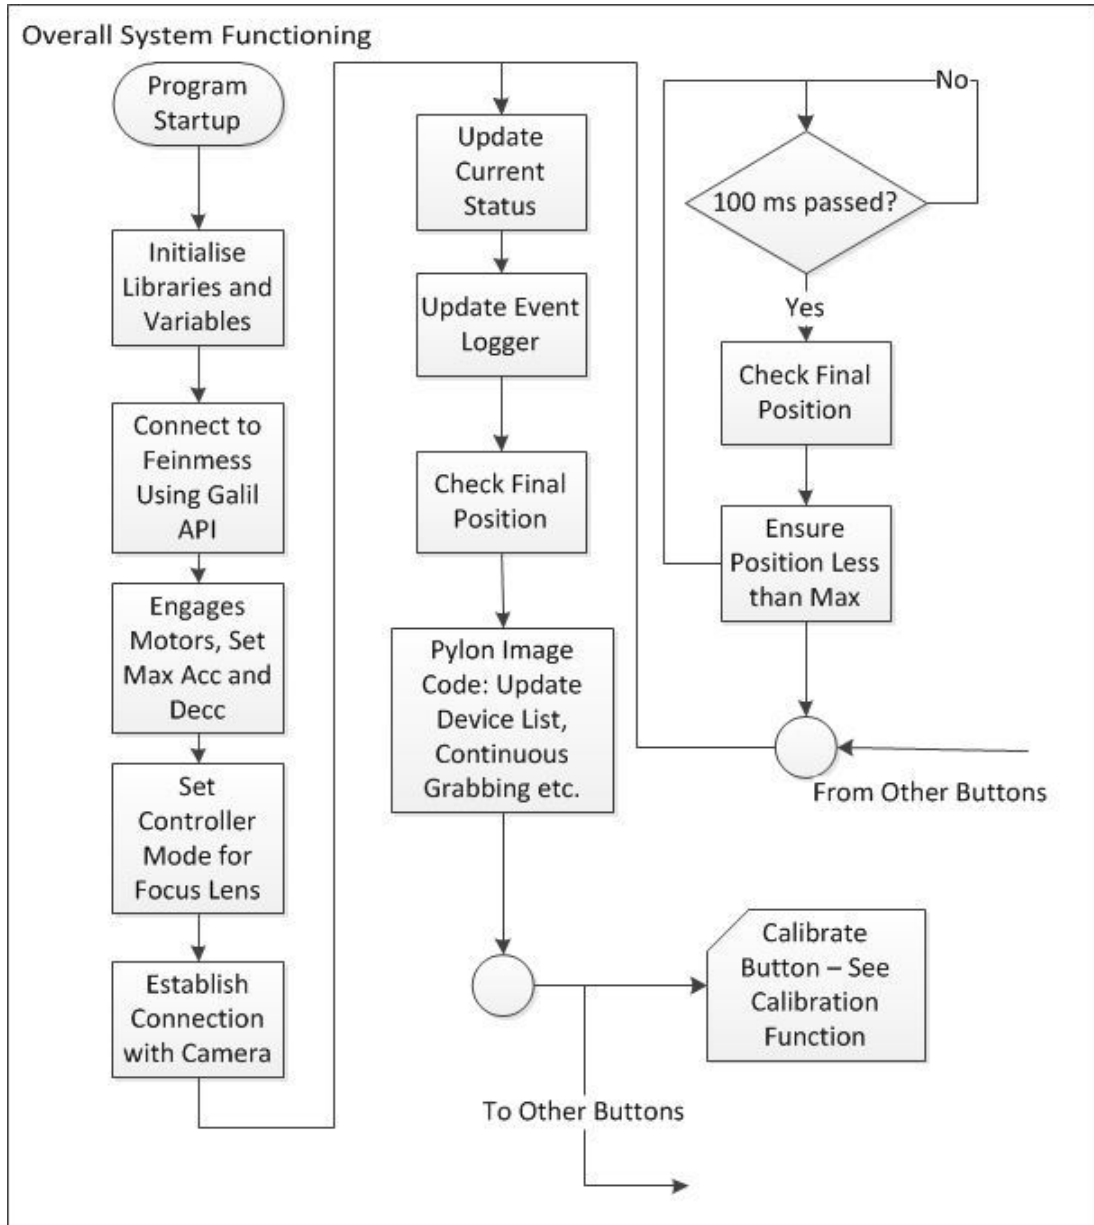 Overall System Functioning
Program
Startup
Initialise
Libraries and
Variables
Connect to
Feinmess
Using Galil
API
Engages
Motors, Set
Max Acc and
Decc
Set
Controller
Mode for
Focus Lens
Establish
Connection
with Camera
Update
Current
Status
Update Event
Logger
Check Final
Position
Pylon Image
Code: Update
Device List,
Continuous
Grabbing etc.
To Other Buttons
Calibrate
Button – See
Calibration
Function
No
100 ms passed?
Yes
Check Final
Position
Ensure
Position Less
than Max
From Other Buttons